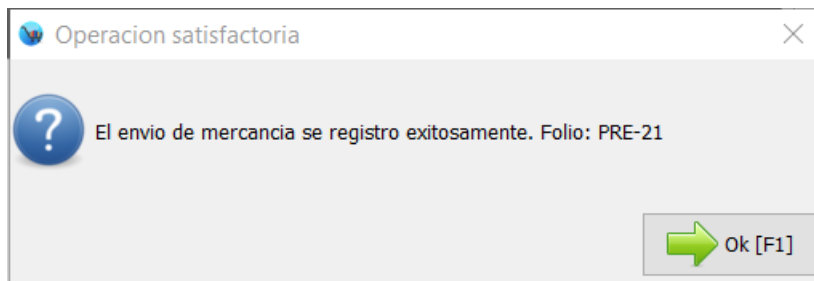 Operacion satisfactoria
El envio de mercancia se registro exitosamente. Folio: PRE-21
Ok [F1]